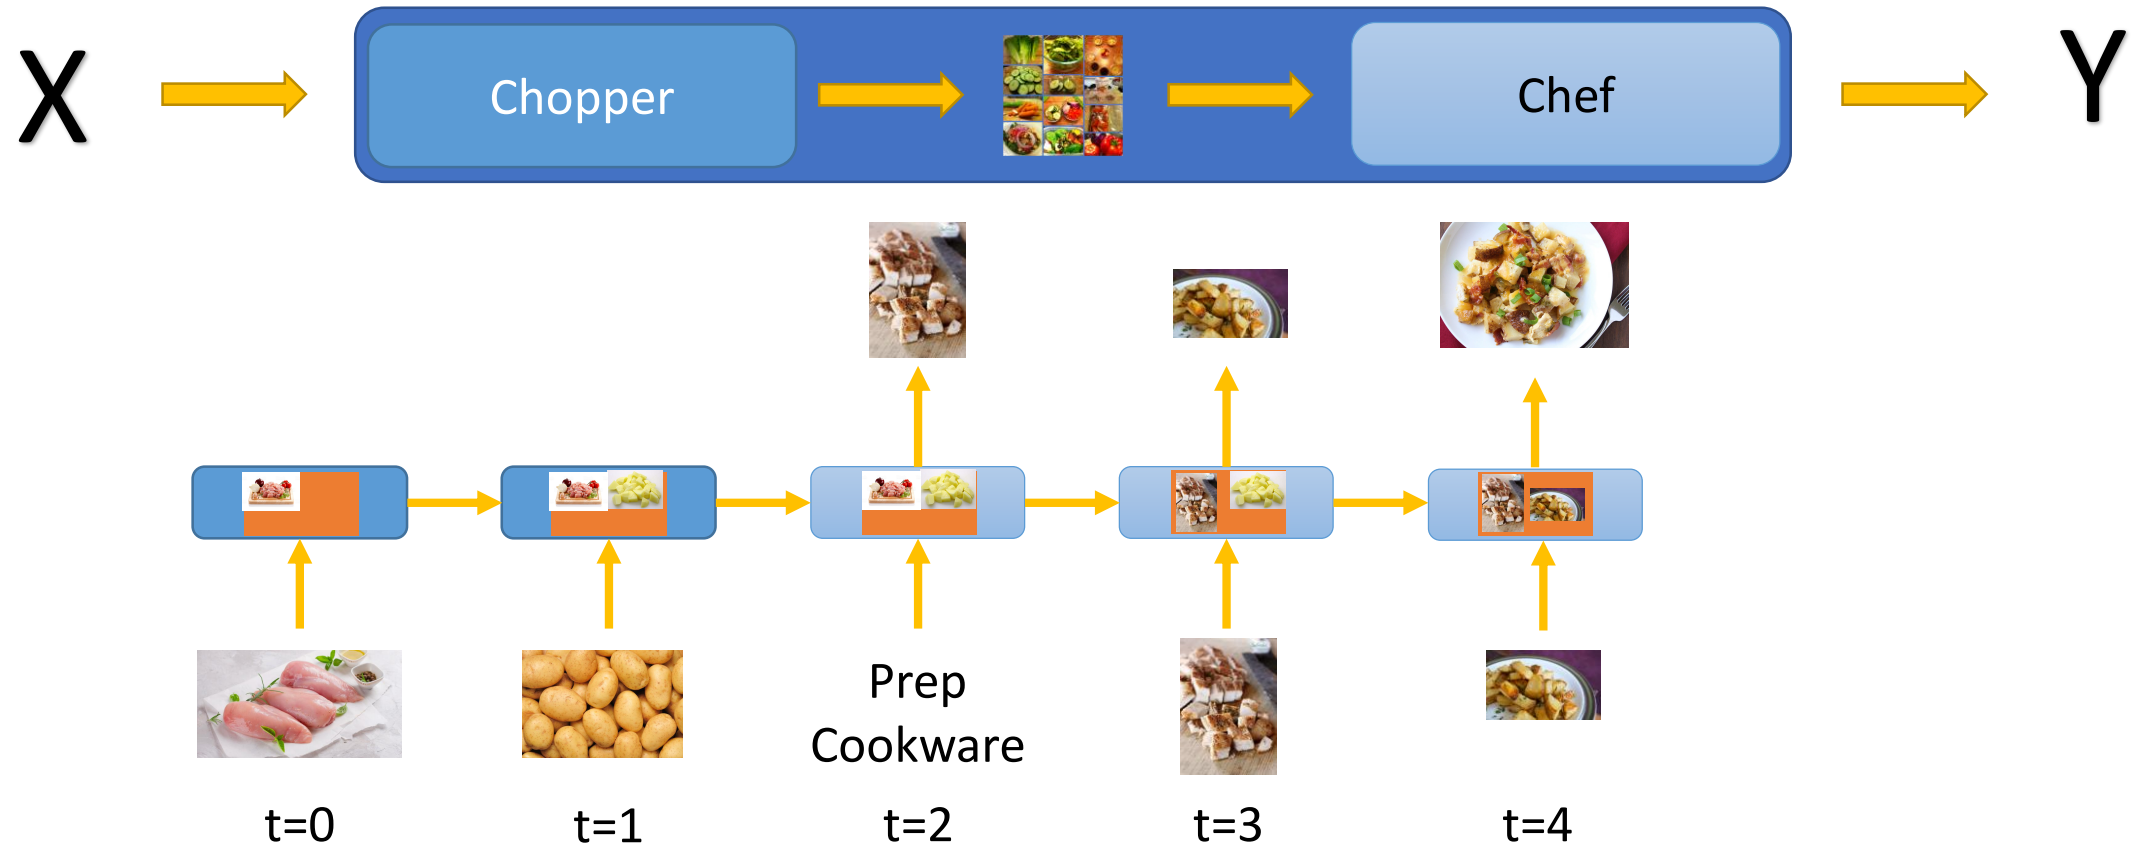 X
Chopper
Chef
Y
Prep
Cookware
t=0
t=1
t=2
t=3
t=4